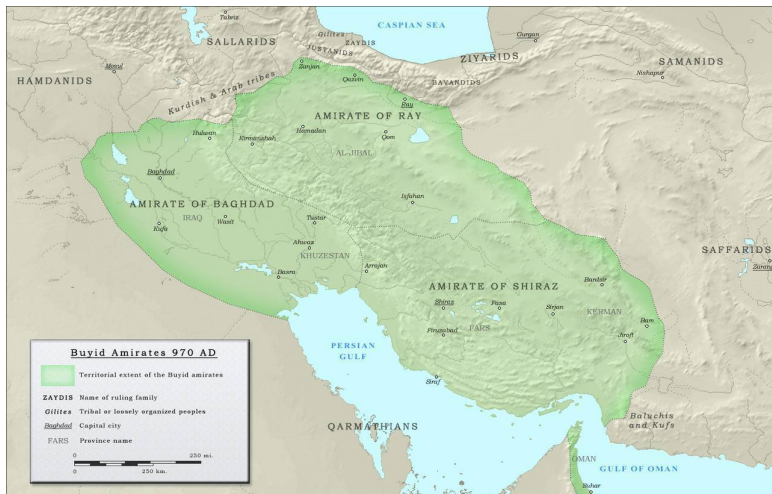 CASPIAN SEA
Tabriz
SALLARIDS
Gilites
ZAYDIS
JUSTANIDS
ZIYARIDS
Gurgan
SAMANIDS
Nishapur
BAVANDIDS
Mosul
HAMDANIDS
Kurdish & Arab tribes
Zanjan
Qazvin
Ray
AMIRATE OF RAY
Hamadan
Qom
Hulwan
Kirmanshah
AL-JIBAL
Baghdad
Isfahan
AMIRATE OF BAGHDAD
IRAQ
Wasit
Kufa
Tustar
Ahwaz
KHUZESTAN
Basra
Arrajan
SAFFARIDS
Zarang
AMIRATE OF SHIRAZ
Bardsir
Shiraz
Fasa
Sirjan
KERMAN
Bam
Firuzabad
FARS
Jiroft
PERSIAN
GULF
Siraf
Baluchis
and Kufs
QARMATHIANS
OMAN
GULF OF OMAN
Suhar
Buyid Amirates 970 AD
Territorial extent of the Buyid amirates
ZAYDIS Name of ruling family
Gilites Tribal or loosely organized peoples
Baghdad Capital city
FARS Province name
0 250 mi.
0 250 km.